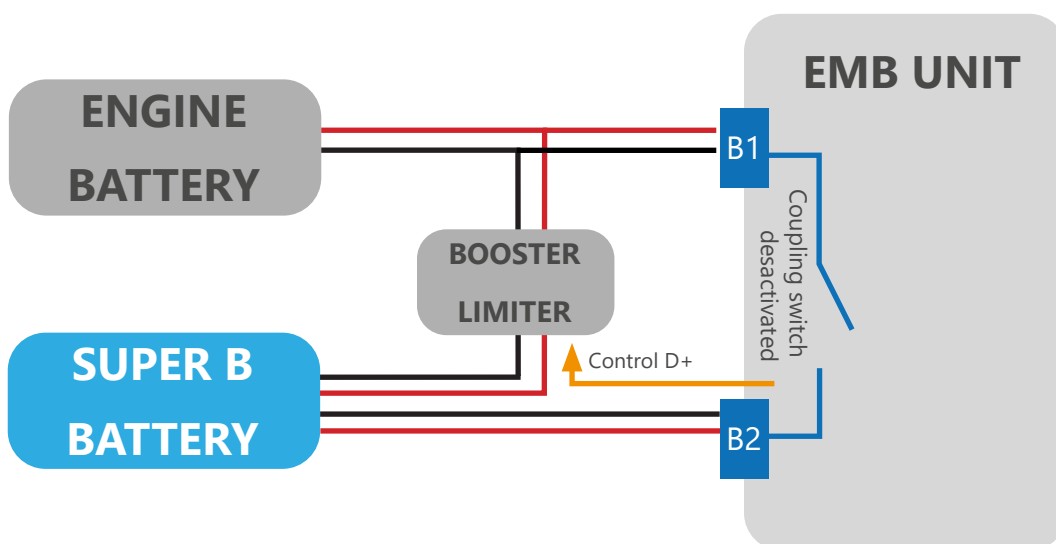 EMB UNIT
ENGINE
BATTERY
B1
Coupling switch
desactivated
BOOSTER
LIMITER
SUPER B
BATTERY
Control D+
B2